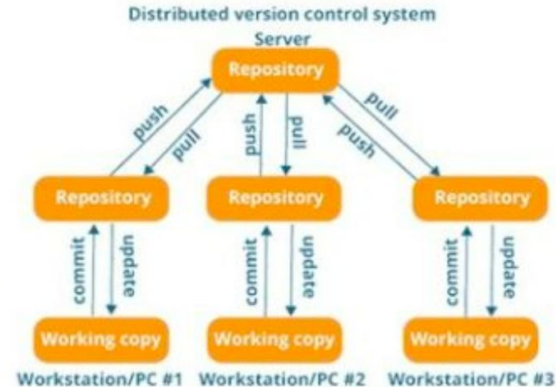 Distributed version control system
Server
Repository
push
pull
push
pull
pull
push
Repository
Repository
Repository
commit
update
commit
update
commit
update
Working copy
Working copy
Working copy
Workstation/PC #1
Workstation/PC #2
Workstation/PC #3